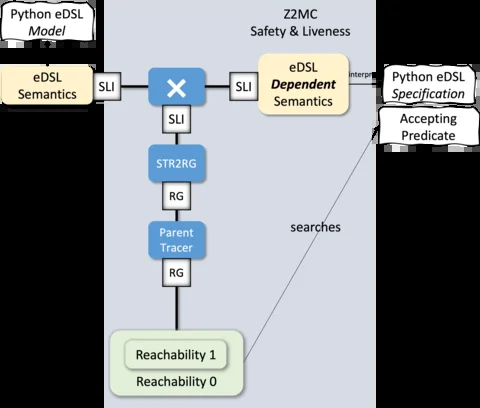 Python eDSL
Model
Z2MC
Safety & Liveness
eDSL
Semantics
SLI
×
SLI
eDSL
Dependent
Semantics
Python eDSL
Specification
SLI
Accepting
Predicate
STR2RG
RG
Parent
Tracer
searches
RG
Reachability 1
Reachability 0